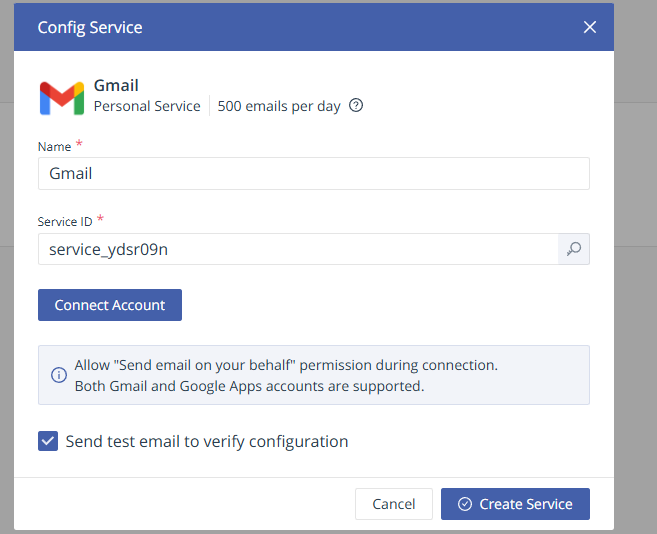 Config Service
Gmail
Personal Service 500 emails per day
Name *
Gmail
Service ID *
service_ydsr09n
Connect Account
Allow "Send email on your behalf" permission during connection.
Both Gmail and Google Apps accounts are supported.
Send test email to verify configuration
Cancel Create Service